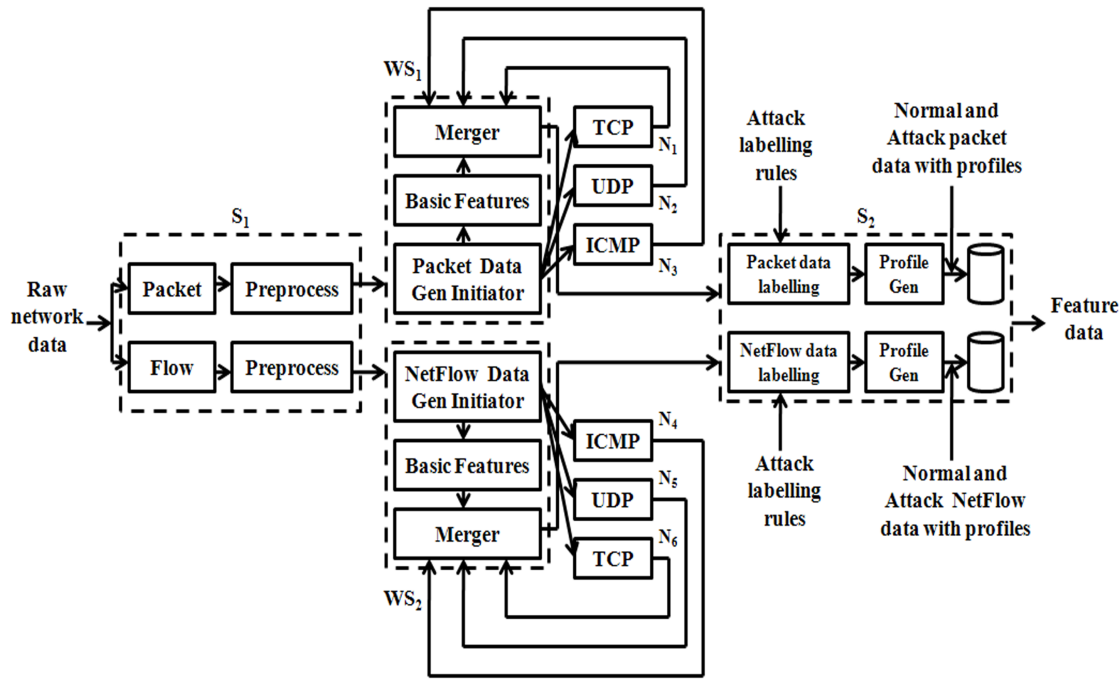 Raw
network
data
S1
Packet
Preprocess
Flow
Preprocess
WS1
Merger
Basic Features
Packet Data
Gen Initiator
TCP
N1
UDP
N2
ICMP
N3
NetFlow Data
Gen Initiator
Basic Features
Merger
WS2
N4
ICMP
N5
UDP
N6
TCP
Attack
labelling
rules
Normal and
Attack packet
data with profiles
S2
Packet data
labelling
Profile
Gen
NetFlow data
labelling
Profile
Gen
Attack
labelling
rules
Normal and
Attack NetFlow
data with profiles
Feature
data